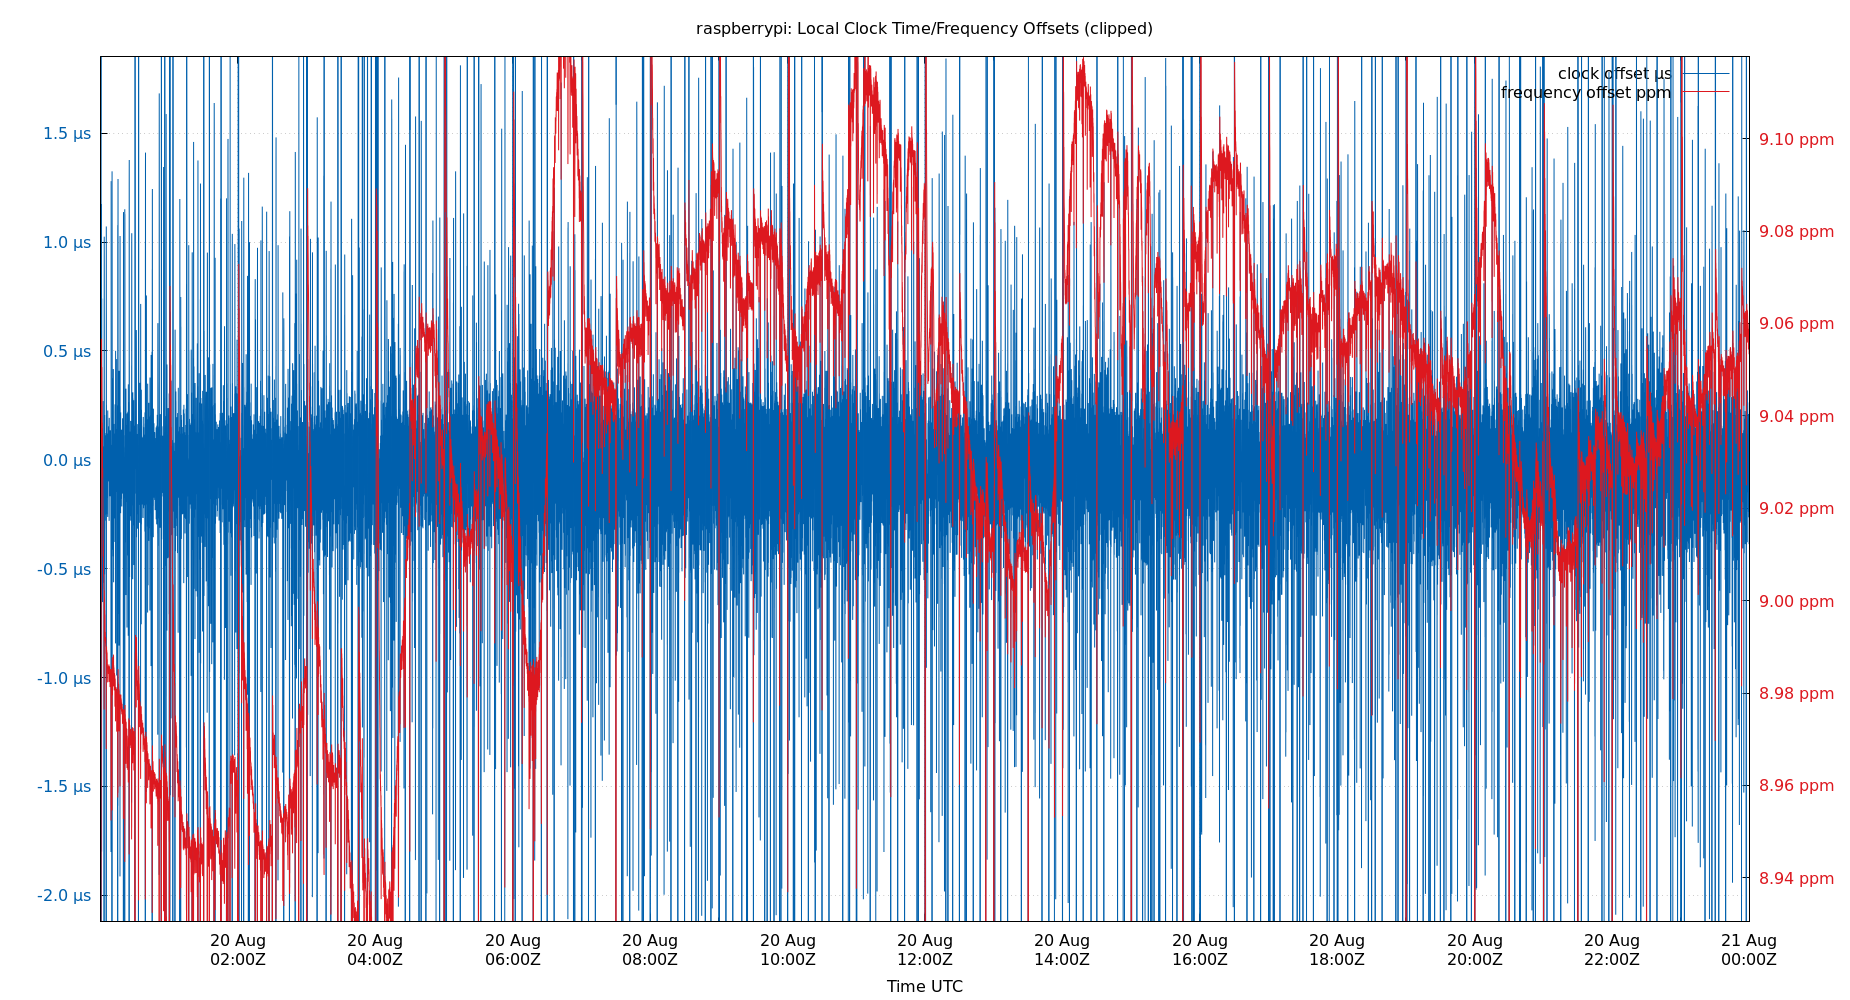 raspberrypi: Local Clock Time/Frequency Offsets (clipped)
clock offset µs
frequency offset ppm
1.5 µs
1.0 µs
0.5 µs
0.0 µs
-0.5 µs
-1.0 µs
-1.5 µs
-2.0 µs
9.10 ppm
9.08 ppm
9.06 ppm
9.04 ppm
9.02 ppm
9.00 ppm
8.98 ppm
8.96 ppm
8.94 ppm
20 Aug 20 Aug 20 Aug 20 Aug 20 Aug 20 Aug 20 Aug 20 Aug 20 Aug 20 Aug 20 Aug 21 Aug
02:00Z 04:00Z 06:00Z 08:00Z 10:00Z 12:00Z 14:00Z 16:00Z 18:00Z 20:00Z 22:00Z 00:00Z
Time UTC